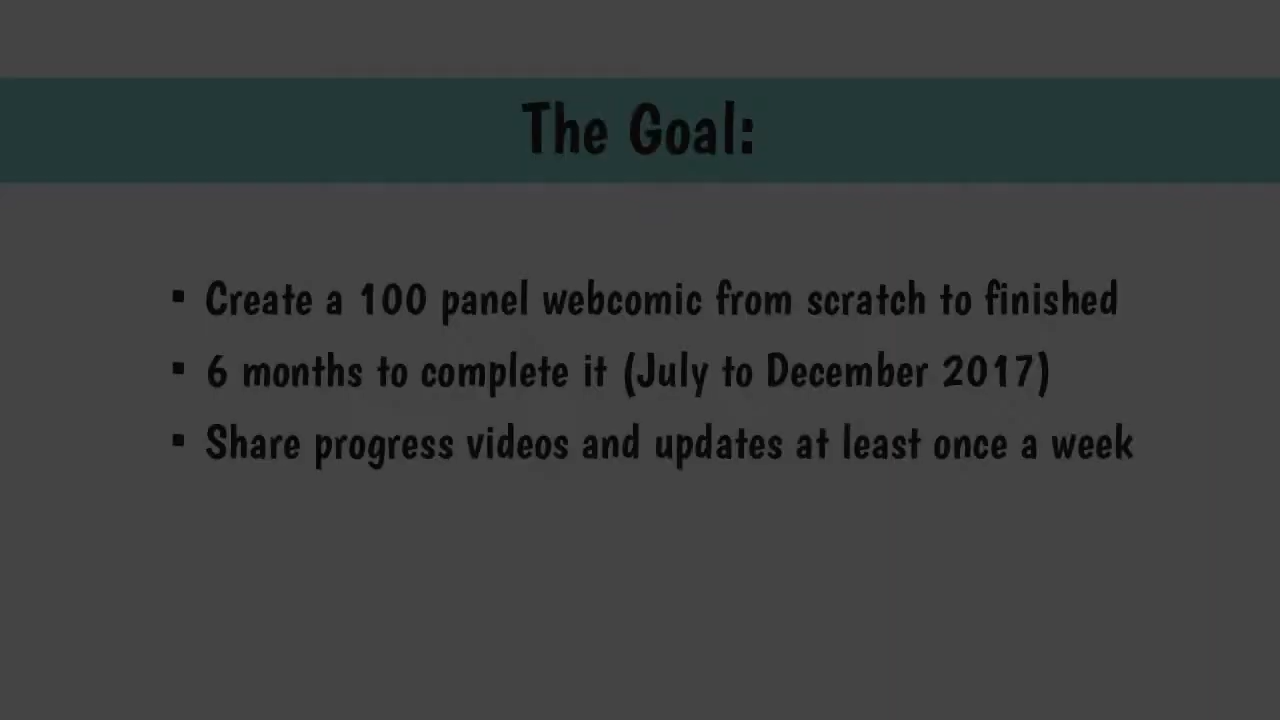 The Goal:
▪ Create a 100 panel webcomic from scratch to finished
▪ 6 months to complete it (July to December 2017)
▪ Share progress videos and updates at least once a week